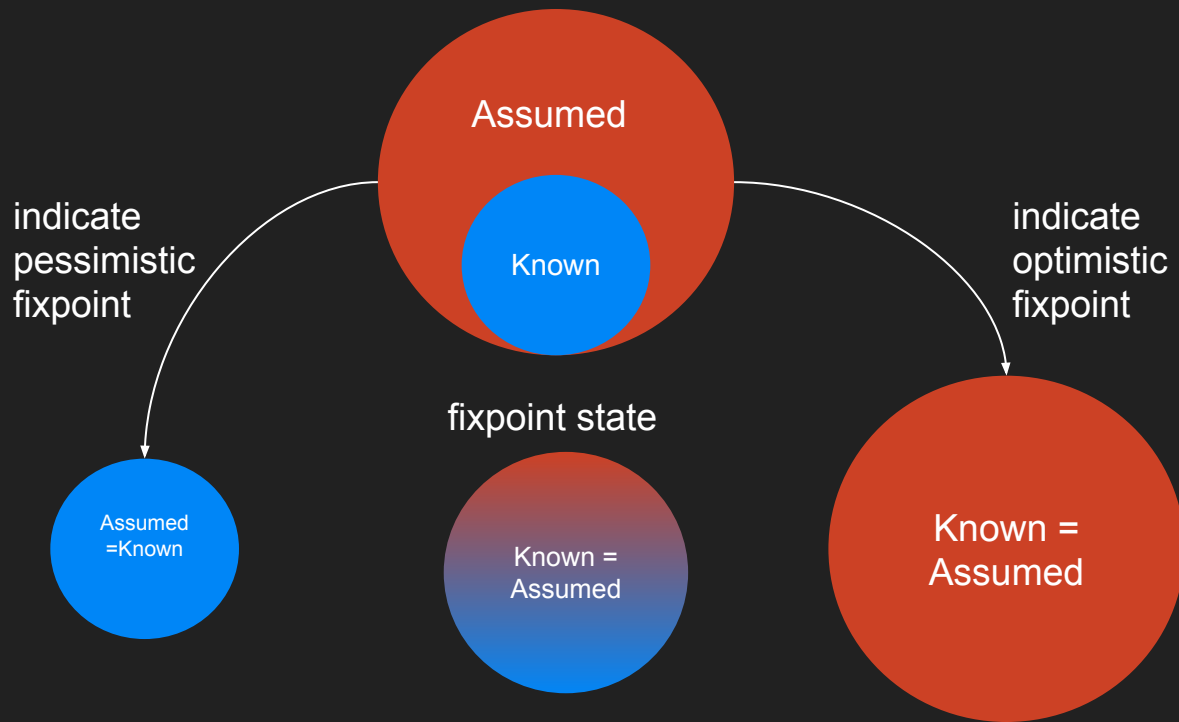 Assumed
Known
indicate
pessimistic
fixpoint
indicate
optimistic
fixpoint
fixpoint state
Assumed
=Known
Known =
Assumed
Known =
Assumed